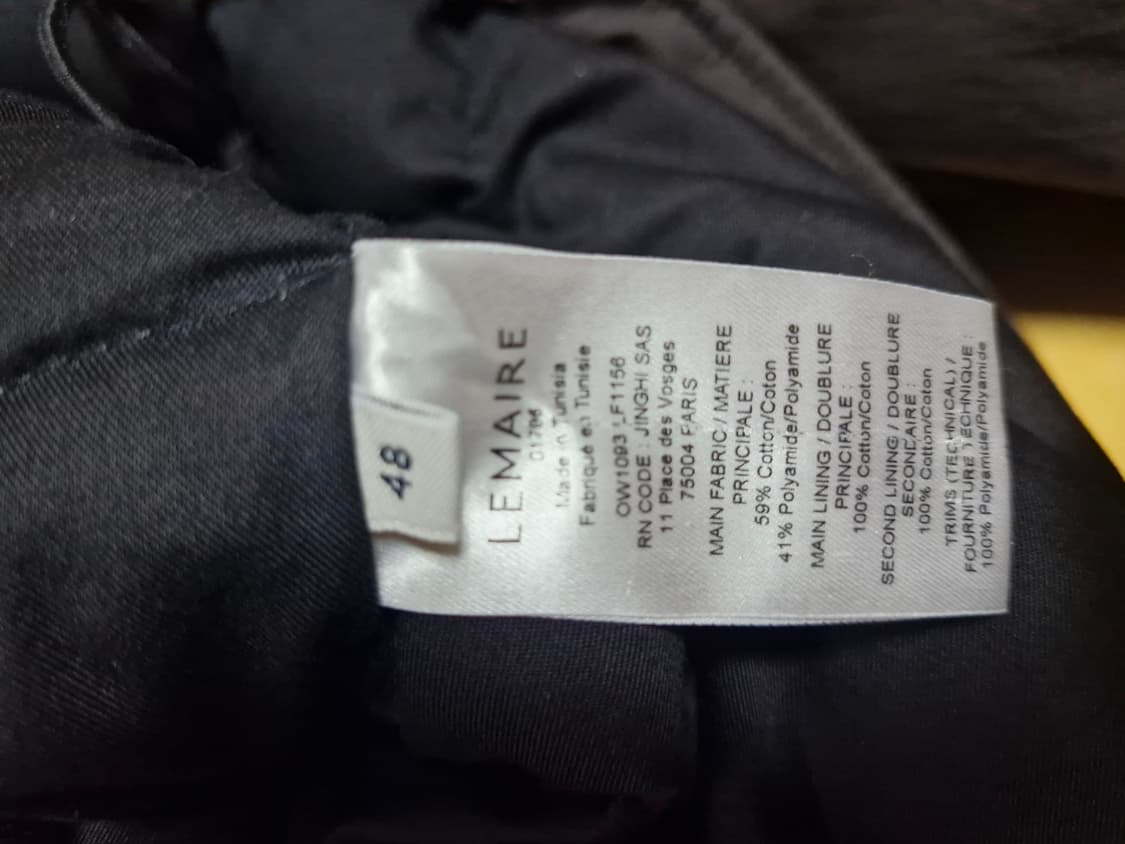 48
LEMAIRE
Made in Tunisia
Fabriqué en Tunisie
OW1093 LF1156
RN CODE : JINGHI SAS
11 Place des Vosges
75004 PARIS
MAIN FABRIC / MATIERE
PRINCIPALE :
59% Cotton/Coton
41% Polyamide/Polyamide
MAIN LINING / DOUBLURE
PRINCIPALE :
100% Cotton/Coton
SECOND LINING / DOUBLURE
SECONDAIRE :
100% Cotton/Coton
TRIMS (TECHNICAL) /
FOURNITURE TECHNIQUE :
100% Polyamide/Polyamide